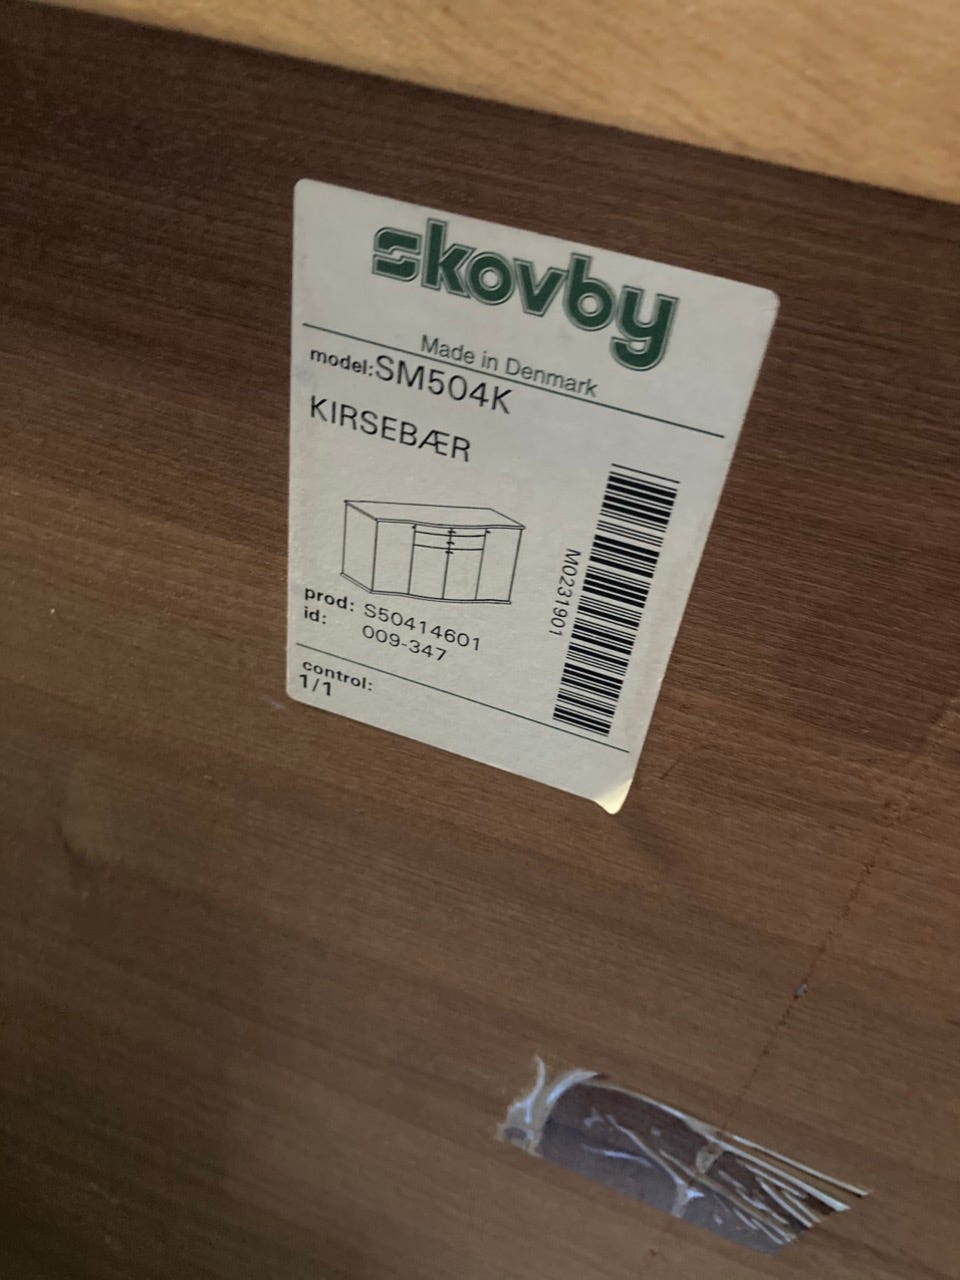 skovby
Made in Denmark
model: SM504K
KIRSEBÆR
M0231901
prod: S50414601
id: 009-347
control:
1/1